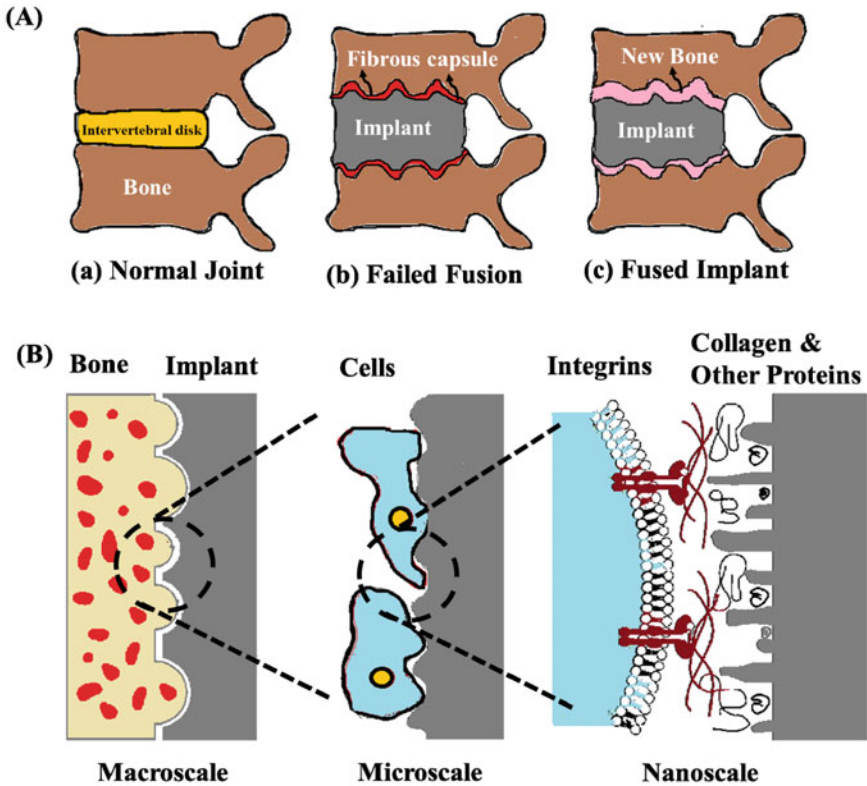 (A)
Intervertebral disk
Bone
Fibrous capsule
Implant
New Bone
Implant
(a) Normal Joint
(b) Failed Fusion
(c) Fused Implant
(B)
Bone
Implant
Cells
Integrins
Collagen &
Other Proteins
Macroscale
Microscale
Nanoscale